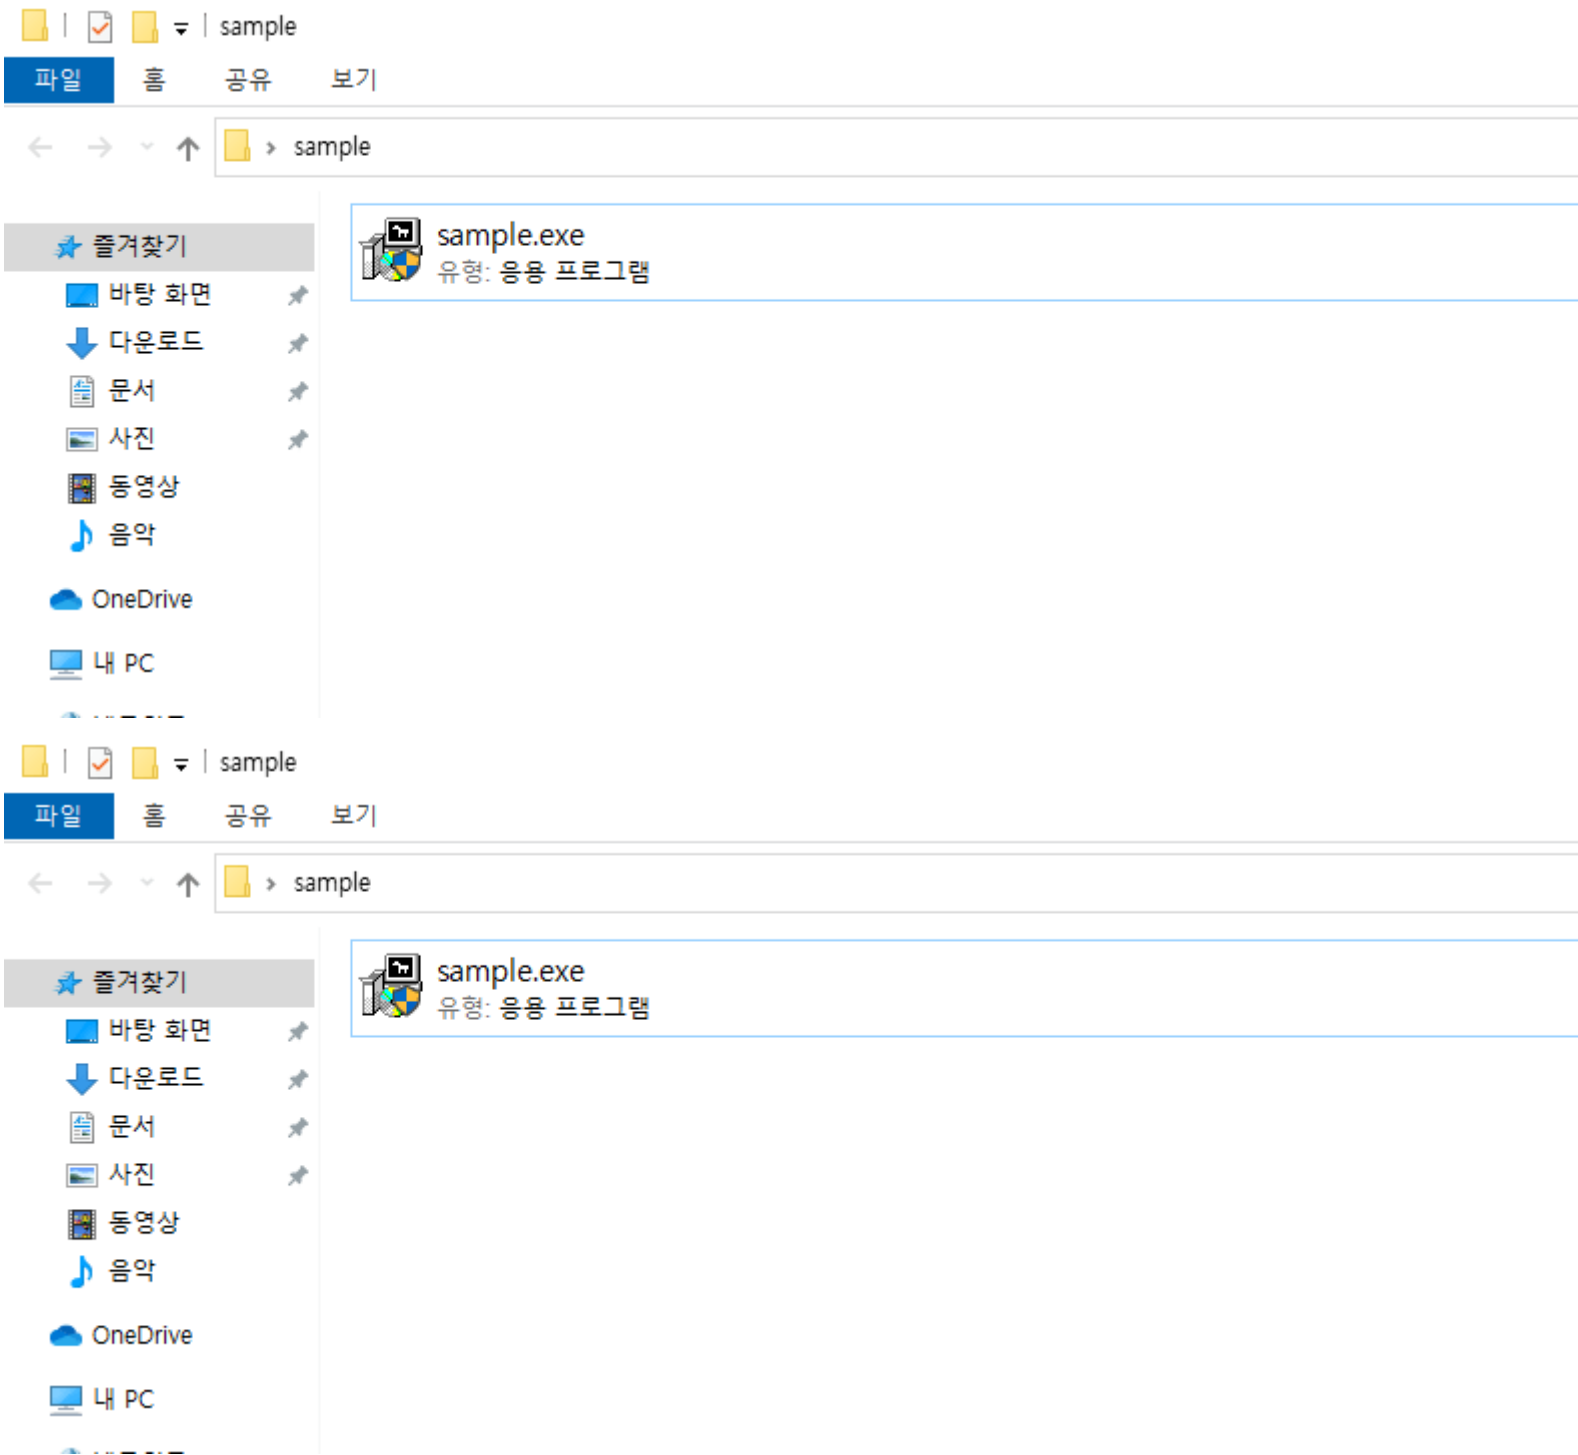 sample
파일 홈 공유 보기
sample
즐겨찾기
바탕 화면
다운로드
문서
사진
동영상
음악
OneDrive
내 PC
sample.exe
유형: 응용 프로그램
sample
파일 홈 공유 보기
sample
즐겨찾기
바탕 화면
다운로드
문서
사진
동영상
음악
OneDrive
내 PC
sample.exe
유형: 응용 프로그램